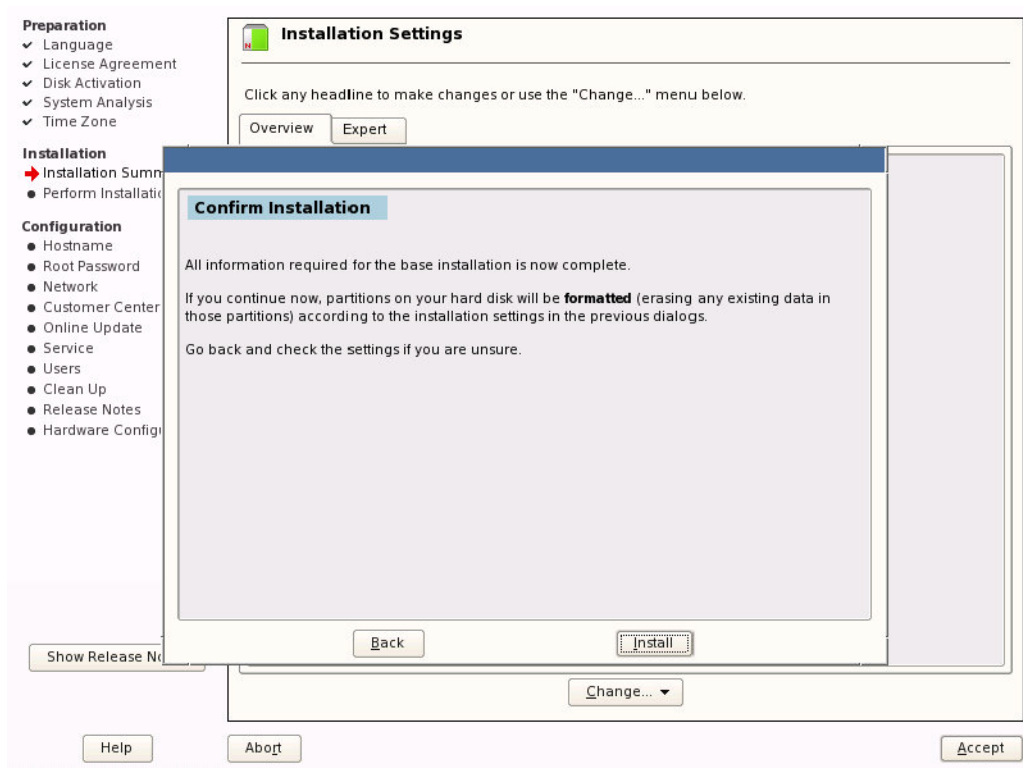 Preparation
Language
License Agreement
Disk Activation
System Analysis
Time Zone
Installation
Installation Summ
Perform Installatio
Configuration
Hostname
Root Password
Network
Customer Center
Online Update
Service
Users
Clean Up
Release Notes
Hardware Config
Show Release No
Help
Installation Settings
Click any headline to make changes or use the "Change..." menu below.
Overview
Expert
Confirm Installation
All information required for the base installation is now complete.
If you continue now, partitions on your hard disk will be formatted (erasing any existing data in
those partitions) according to the installation settings in the previous dialogs.
Go back and check the settings if you are unsure.
Back
Install
Change...
Abort
Accept